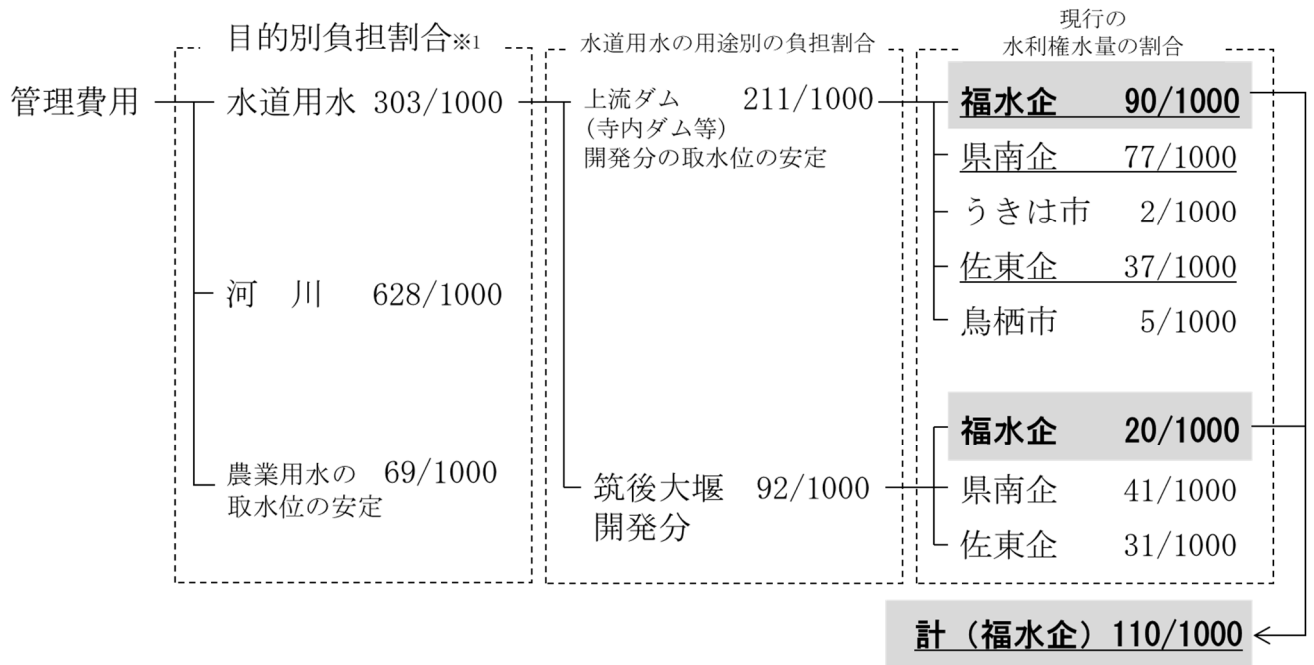 管理費用
目的別負担割合※1
水道用水 303/1000
河　川 628/1000
農業用水の 69/1000
取水位の安定
水道用水の用途別の負担割合
上流ダム 211/1000
(寺内ダム等)
開発分の取水位の安定
筑後大堰 92/1000
開発分
現行の
水利権水量の割合
福水企 90/1000
県南企 77/1000
うきは市 2/1000
佐東企 37/1000
鳥栖市 5/1000
福水企 20/1000
県南企 41/1000
佐東企 31/1000
計（福水企）110/1000